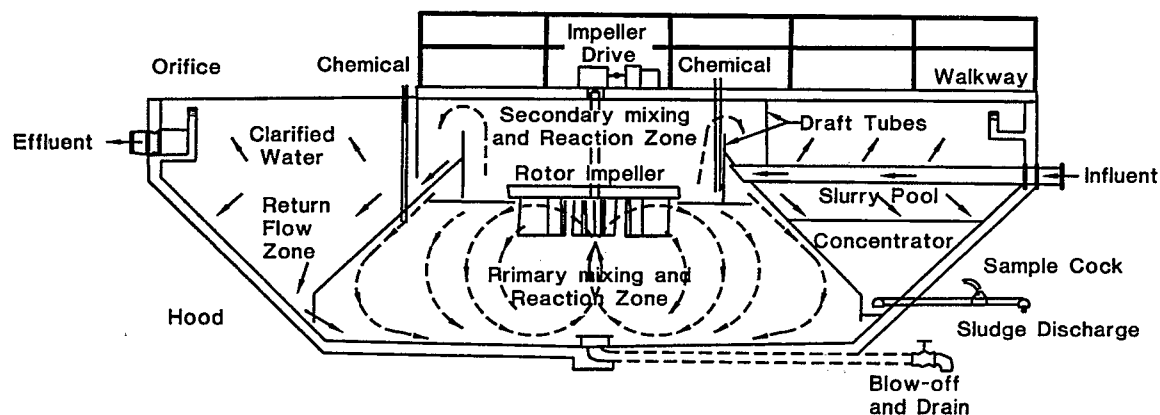 Impeller
Drive
Orifice
Chemical
Chemical
Walkway
Effluent
Clarified
Water
Secondary mixing
and Reaction Zone
Draft Tubes
Rotor Impeller
Influent
Return
Flow
Zone
Slurry Pool
Concentrator
Rrimary mixing and
Reaction Zone
Sample Cock
Hood
Sludge Discharge
Blow-off
and Drain